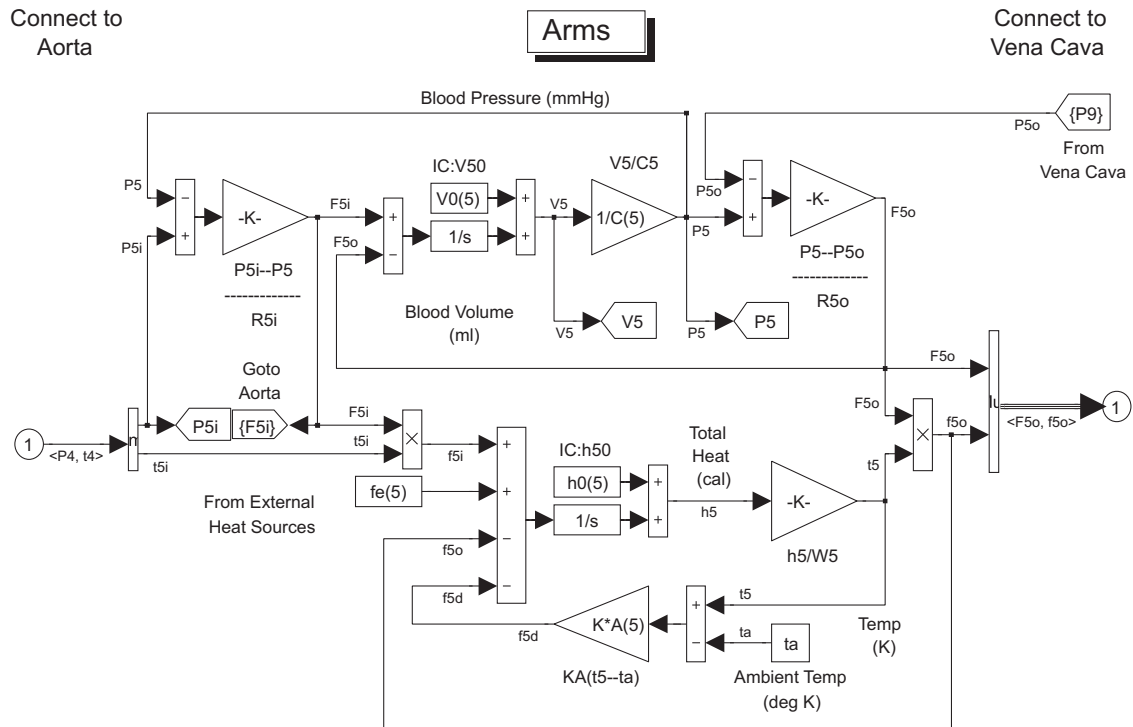 Connect to
Aorta
Arms
Connect to
Vena Cava
Blood Pressure (mmHg)
{P9}
P5o
From
Vena Cava
IC:V50
V5/C5
P5
V0(5)
P5o
-
-K-
F5i
+
+
V5
1/C(5)
-
-K-
F5o
P5i
+
F5o
-
1/s
+
P5
+
P5i--P5
------------
R5i
P5--P5o
------------
R5o
Blood Volume
(ml)
V5
V5
P5
P5
Goto
Aorta
F5o
P5i
{F5i}
F5i
F5o
1
<P4, t4>
t5i
t5i
×
f5i
+
Total
Heat
(cal)
×
f5o
t5
<F5o, f5o>
1
IC:h50
From External
Heat Sources
fe(5)
+
h0(5)
+
-K-
1/s
+
h5
f5o
-
h5/W5
f5d
-
f5d
K*A(5)
+
t5
-
ta
ta
Temp
(K)
KA(t5--ta)
Ambient Temp
(deg K)